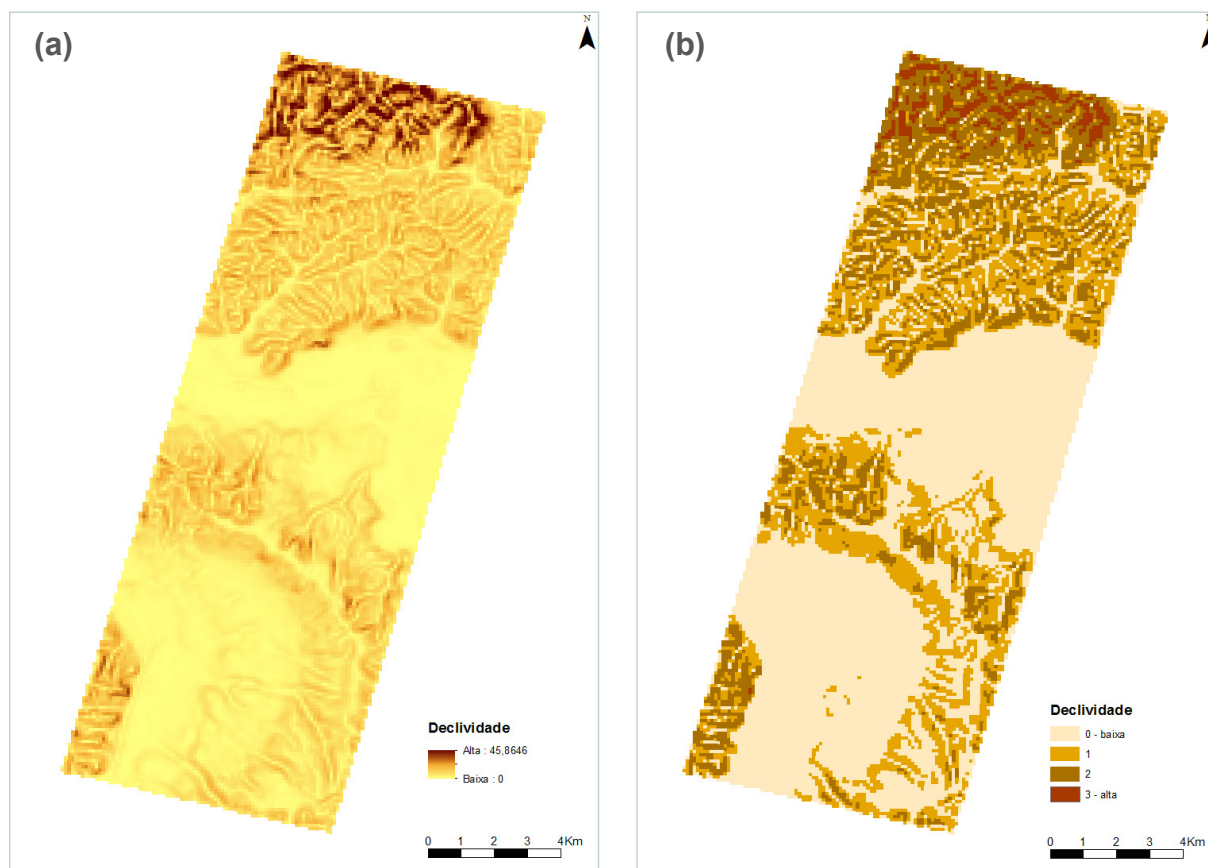 (a)
N
Declividade
Alta : 45,8646
Baixa : 0
0 1 2 3 4Km
(b)
N
Declividade
0 - baixa
1
2
3 - alta
0 1 2 3 4Km